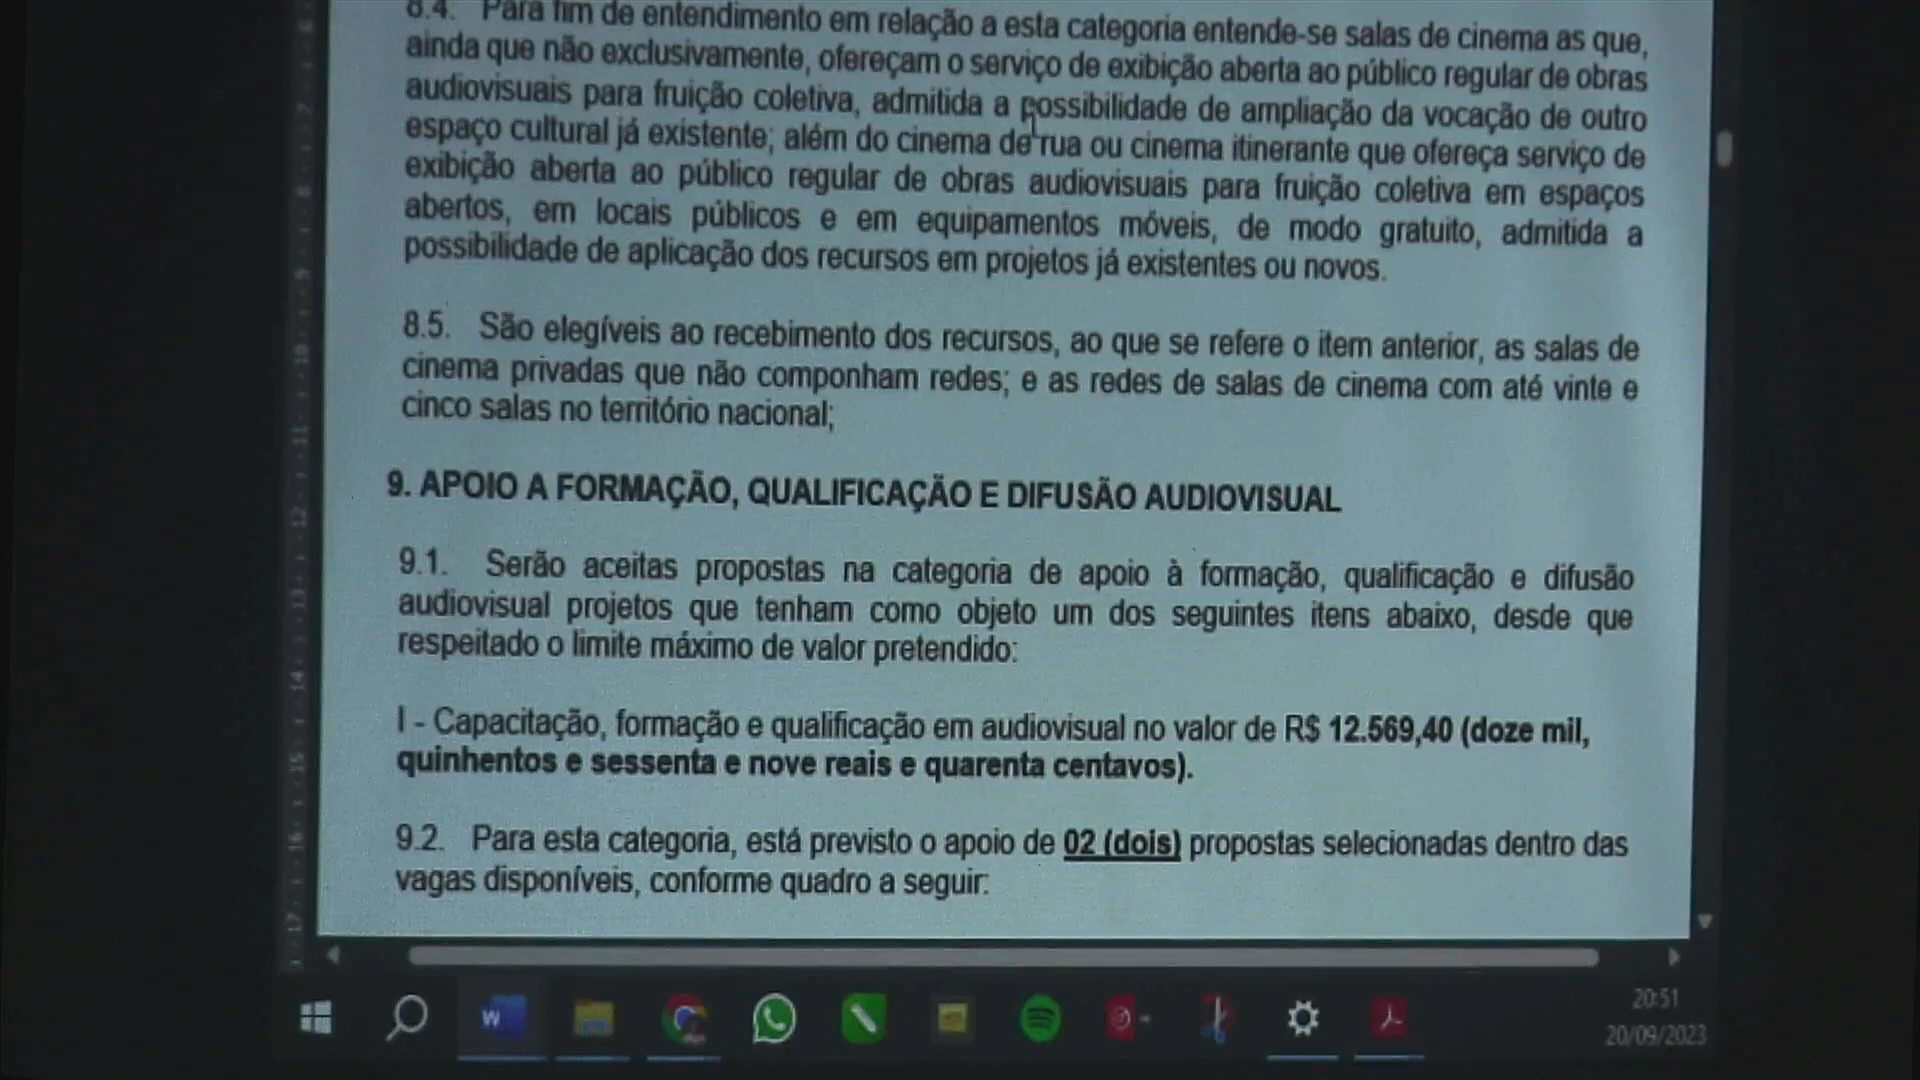 8.4. Para fim de entendimento em relação a esta categoria entende-se salas de cinema as que,
ainda que não exclusivamente, ofereçam o serviço de exibição aberta ao público regular de obras
audiovisuais para fruição coletiva, admitida a possibilidade de ampliação da vocação de outro
espaço cultural já existente; além do cinema de rua ou cinema itinerante que ofereça serviço de
exibição aberta ao público regular de obras audiovisuais para fruição coletiva em espaços
abertos, em locais públicos e em equipamentos móveis, de modo gratuito, admitida a
possibilidade de aplicação dos recursos em projetos já existentes ou novos.
8.5. São elegíveis ao recebimento dos recursos, ao que se refere o item anterior, as salas de
cinema privadas que não componham redes; e as redes de salas de cinema com até vinte e
cinco salas no território nacional;
9. APOIO A FORMAÇÃO, QUALIFICAÇÃO E DIFUSÃO AUDIOVISUAL
9.1. Serão aceitas propostas na categoria de apoio à formação, qualificação e difusão
audiovisual projetos que tenham como objeto um dos seguintes itens abaixo, desde que
respeitado o limite máximo de valor pretendido:
I - Capacitação, formação e qualificação em audiovisual no valor de R$ 12.569,40 (doze mil,
quinhentos e sessenta e nove reais e quarenta centavos).
9.2. Para esta categoria, está previsto o apoio de 02 (dois) propostas selecionadas dentro das
vagas disponíveis, conforme quadro a seguir:
W
20:51
20/09/2023